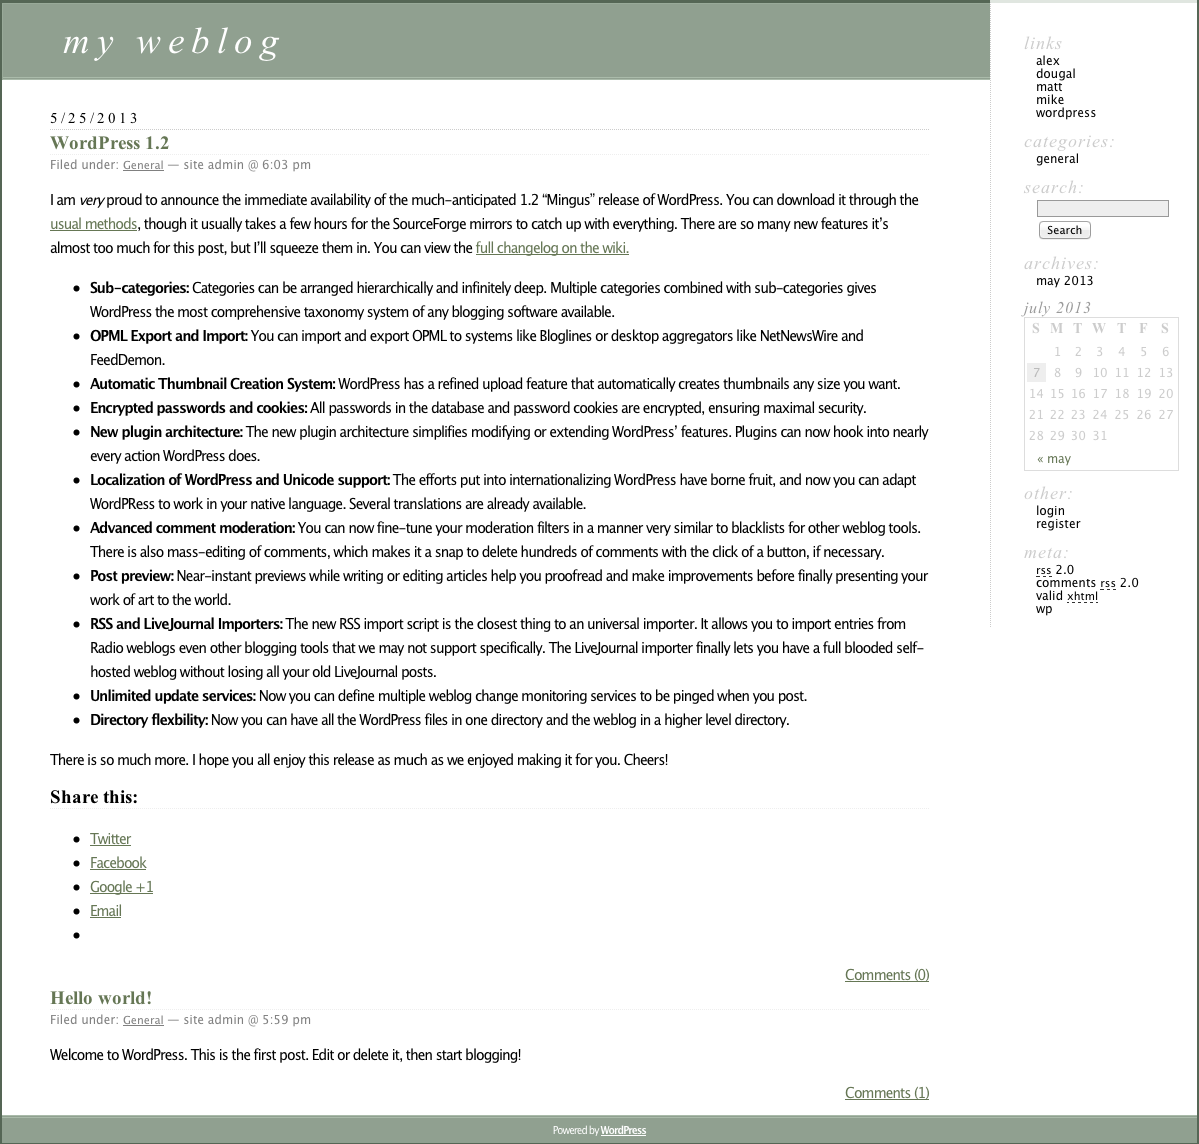 my weblog
5/25/2013
WordPress 1.2
Filed under: General — site admin @ 6:03 pm
I am very proud to announce the immediate availability of the much-anticipated 1.2 “Mingus” release of WordPress. You can download it through the
usual methods, though it usually takes a few hours for the SourceForge mirrors to catch up with everything. There are so many new features it’s
almost too much for this post, but I’ll squeeze them in. You can view the full changelog on the wiki.
• Sub-categories: Categories can be arranged hierarchically and infinitely deep. Multiple categories combined with sub-categories gives
WordPress the most comprehensive taxonomy system of any blogging software available.
• OPML Export and Import: You can import and export OPML to systems like Bloglines or desktop aggregators like NetNewsWire and
FeedDemon.
• Automatic Thumbnail Creation System: WordPress has a refined upload feature that automatically creates thumbnails any size you want.
• Encrypted passwords and cookies: All passwords in the database and password cookies are encrypted, ensuring maximal security.
• New plugin architecture: The new plugin architecture simplifies modifying or extending WordPress’ features. Plugins can now hook into nearly
every action WordPress does.
• Localization of WordPress and Unicode support: The efforts put into internationalizing WordPress have borne fruit, and now you can adapt
WordPRess to work in your native language. Several translations are already available.
• Advanced comment moderation: You can now fine-tune your moderation filters in a manner very similar to blacklists for other weblog tools.
There is also mass-editing of comments, which makes it a snap to delete hundreds of comments with the click of a button, if necessary.
• Post preview: Near-instant previews while writing or editing articles help you proofread and make improvements before finally presenting your
work of art to the world.
• RSS and LiveJournal Importers: The new RSS import script is the closest thing to an universal importer. It allows you to import entries from
Radio weblogs even other blogging tools that we may not support specifically. The LiveJournal importer finally lets you have a full blooded self-
hosted weblog without losing all your old LiveJournal posts.
• Unlimited update services: Now you can define multiple weblog change monitoring services to be pinged when you post.
• Directory flexbility: Now you can have all the WordPress files in one directory and the weblog in a higher level directory.
There is so much more. I hope you all enjoy this release as much as we enjoyed making it for you. Cheers!
Share this:
• Twitter
• Facebook
• Google +1
• Email
•
Comments (0)
Hello world!
Filed under: General — site admin @ 5:59 pm
Welcome to WordPress. This is the first post. Edit or delete it, then start blogging!
Comments (1)
links
alex
dougal
matt
mike
wordpress
categories:
general
search:
Search
archives:
may 2013
july 2013
S M T W T F S
1 2 3 4 5 6
7 8 9 10 11 12 13
14 15 16 17 18 19 20
21 22 23 24 25 26 27
28 29 30 31
« may
other:
login
register
meta:
rss 2.0
comments rss 2.0
valid xhtml
wp
Powered by WordPress